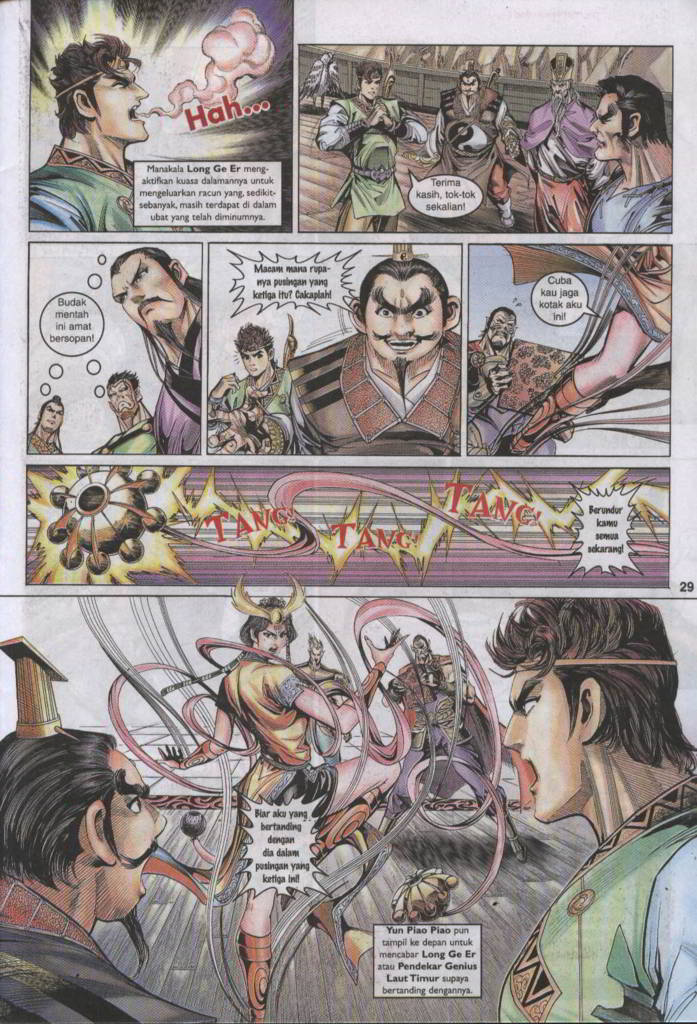 Hah...
Manakala Long Ge Er meng-
aktifkan kuasa dalamannya untuk
mengeluarkan racun yang, sedikit-
sebanyak, masih terdapat di dalam
ubat yang telah diminumnya.
Terima
kasih, tok-tok
sekalian!
Budak
mentah
ini amat
bersopan!
Macam mana rupa-
nya pusingan yang
ketiga itu? Cakaplah!
Cuba
kau jaga
kotak aku
ini!
TANG!
TANG!
TANG!
Berundur
kamu
semua
sekarang!
29
Biar aku yang
bertanding
dengan
dia dalam
pusingan yang
ketiga ini!
Yun Piao Piao pun
tampil ke depan untuk
mencabar Long Ge Er
atau Pendekar Genius
Laut Timur supaya
bertanding dengannya.